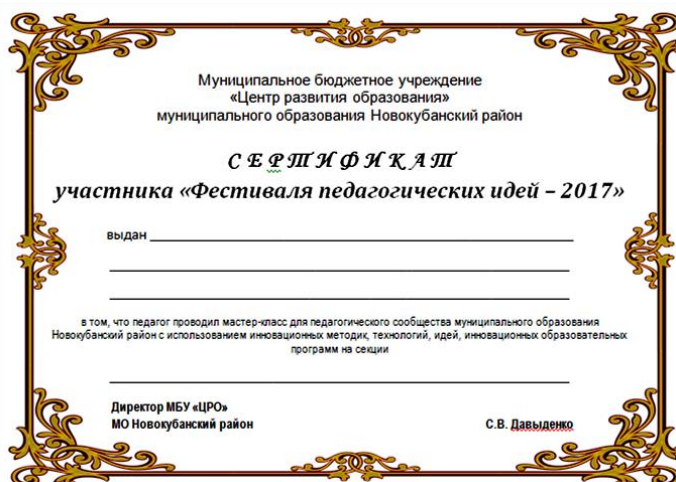 Муниципальное бюджетное учреждение
«Центр развития образования»
муниципального образования Новокубанский район
С Е Р Т И Ф И К А Т
участника «Фестиваля педагогических идей – 2017»
выдан
в том, что педагог проводил мастер-класс для педагогического сообщества муниципального образования
Новокубанский район с использованием инновационных методик, технологий, идей, инновационных образовательных
программ на секции
Директор МБУ «ЦРО»
МО Новокубанский район С.В. Давыденко